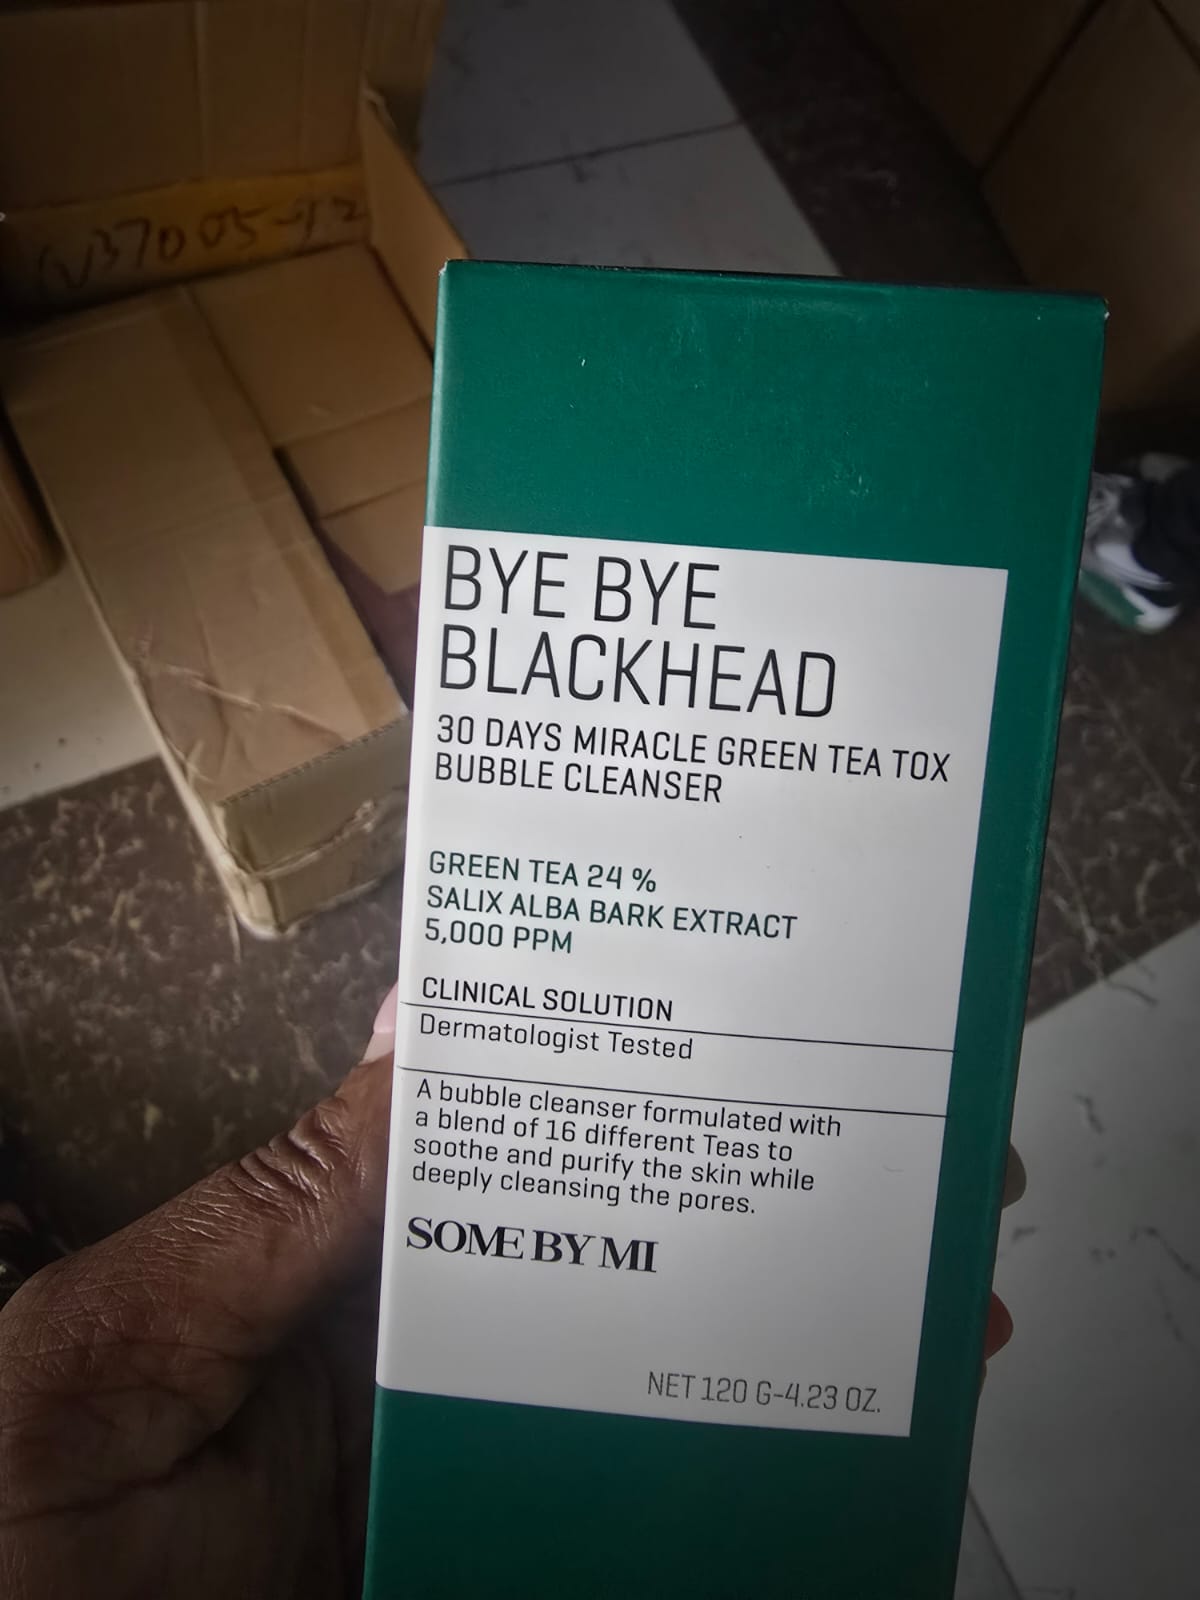 BYE BYE
BLACKHEAD
30 DAYS MIRACLE GREEN TEA TOX
BUBBLE CLEANSER
GREEN TEA 24 %
SALIX ALBA BARK EXTRACT
5,000 PPM
CLINICAL SOLUTION
Dermatologist Tested
A bubble cleanser formulated with
a blend of 16 different Teas to
soothe and purify the skin while
deeply cleansing the pores.
SOME BY MI
NET 120 G-4.23 OZ.